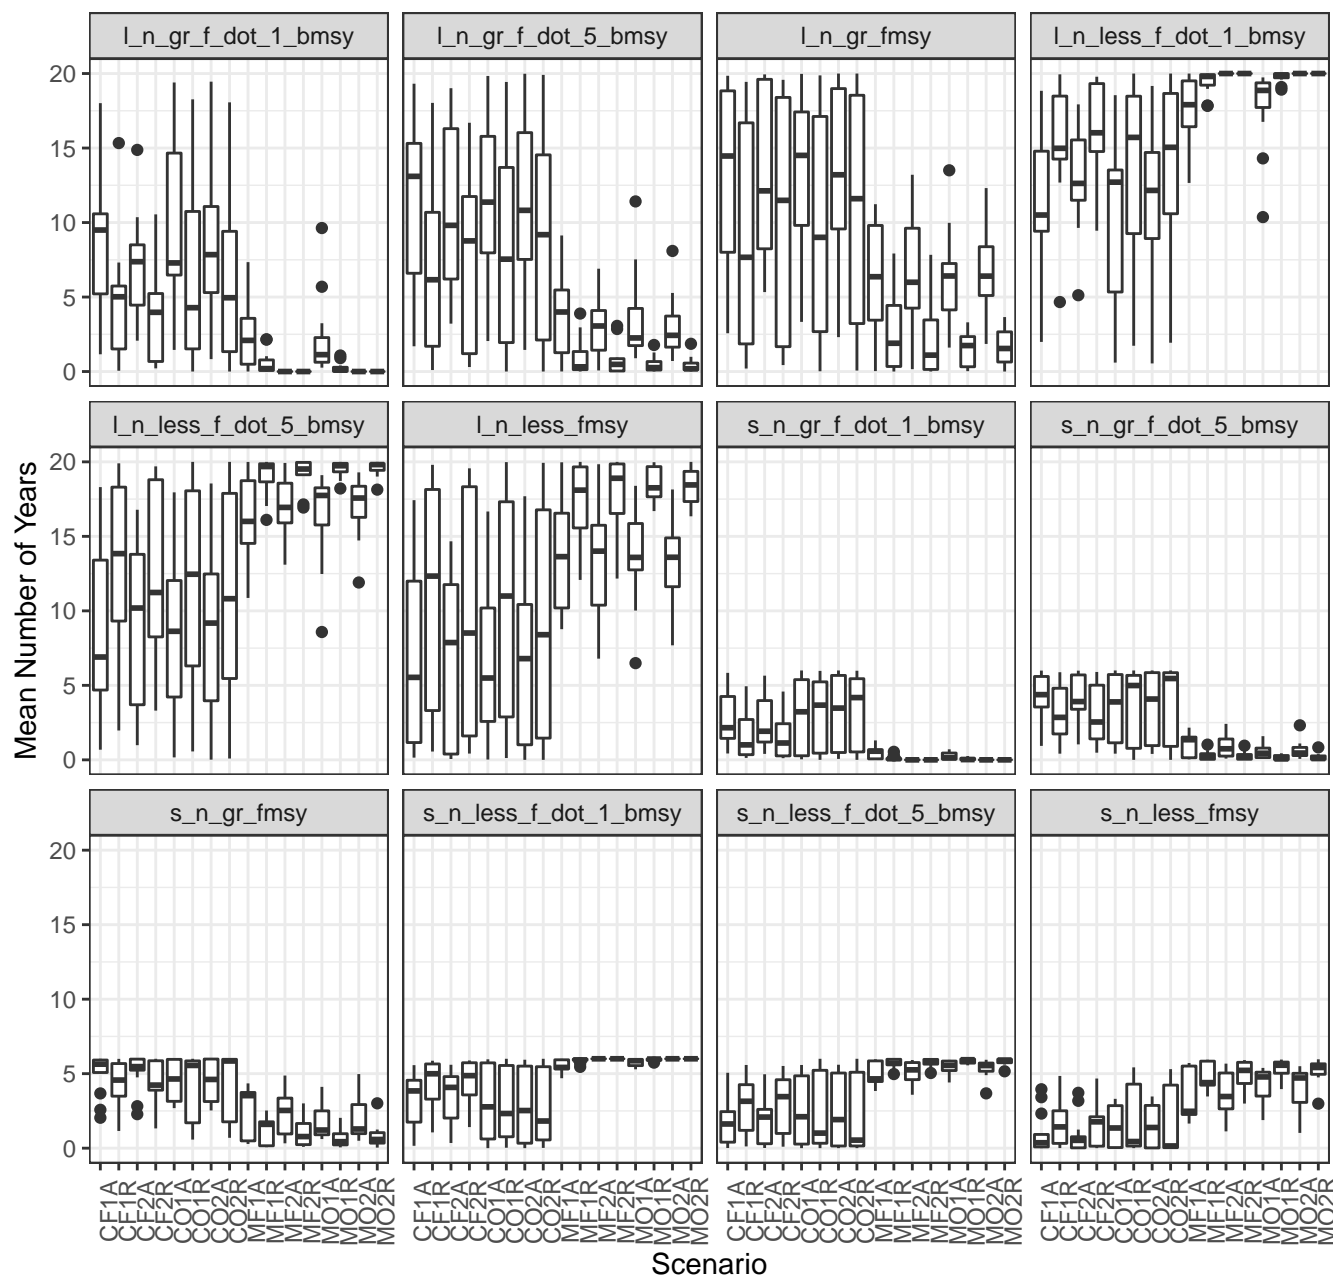 l_n_gr_f_dot_1_bmsy l_n_gr_f_dot_5_bmsy l_n_gr_fmsy l_n_less_f_dot_1_bmsy
20
15
10
5
0
l_n_less_f_dot_5_bmsy l_n_less_fmsy s_n_gr_f_dot_1_bmsy s_n_gr_f_dot_5_bmsy
20
15
10
5
0
Mean Number of Years
s_n_gr_fmsy s_n_less_f_dot_1_bmsy s_n_less_f_dot_5_bmsy s_n_less_fmsy
20
15
10
5
0
CF1A CF1R CF2A CF2R CO1A CO1R CO2A CO2R MF1A MF1R MF2A MF2R MO1A MO1R MO2A MO2R CF1A CF1R CF2A CF2R CO1A CO1R CO2A CO2R MF1A MF1R MF2A MF2R MO1A MO1R MO2A MO2R CF1A CF1R CF2A CF2R CO1A CO1R CO2A CO2R MF1A MF1R MF2A MF2R MO1A MO1R MO2A MO2R CF1A CF1R CF2A CF2R CO1A CO1R CO2A CO2R MF1A MF1R MF2A MF2R MO1A MO1R MO2A MO2R
Scenario